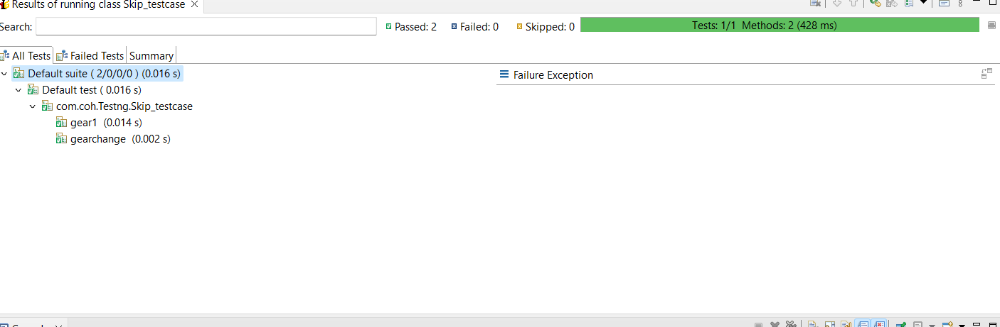 Results of running class Skip_testcase
Search: Passed: 2 Failed: 0 Skipped: 0 Tests: 1/1 Methods: 2 (428 ms)
All Tests Failed Tests Summary
Default suite ( 2/0/0/0 ) (0.016 s) Failure Exception
Default test ( 0.016 s)
com.coh.Testng.Skip_testcase
gear1 (0.014 s)
gearchange (0.002 s)